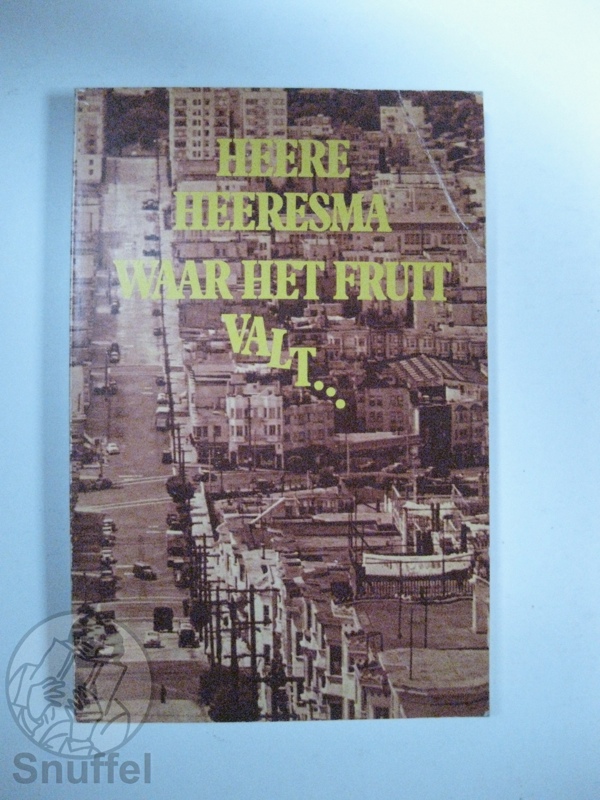 HEERE
HEERESMA
WAAR HET FRUIT
VALT...
Snuffel